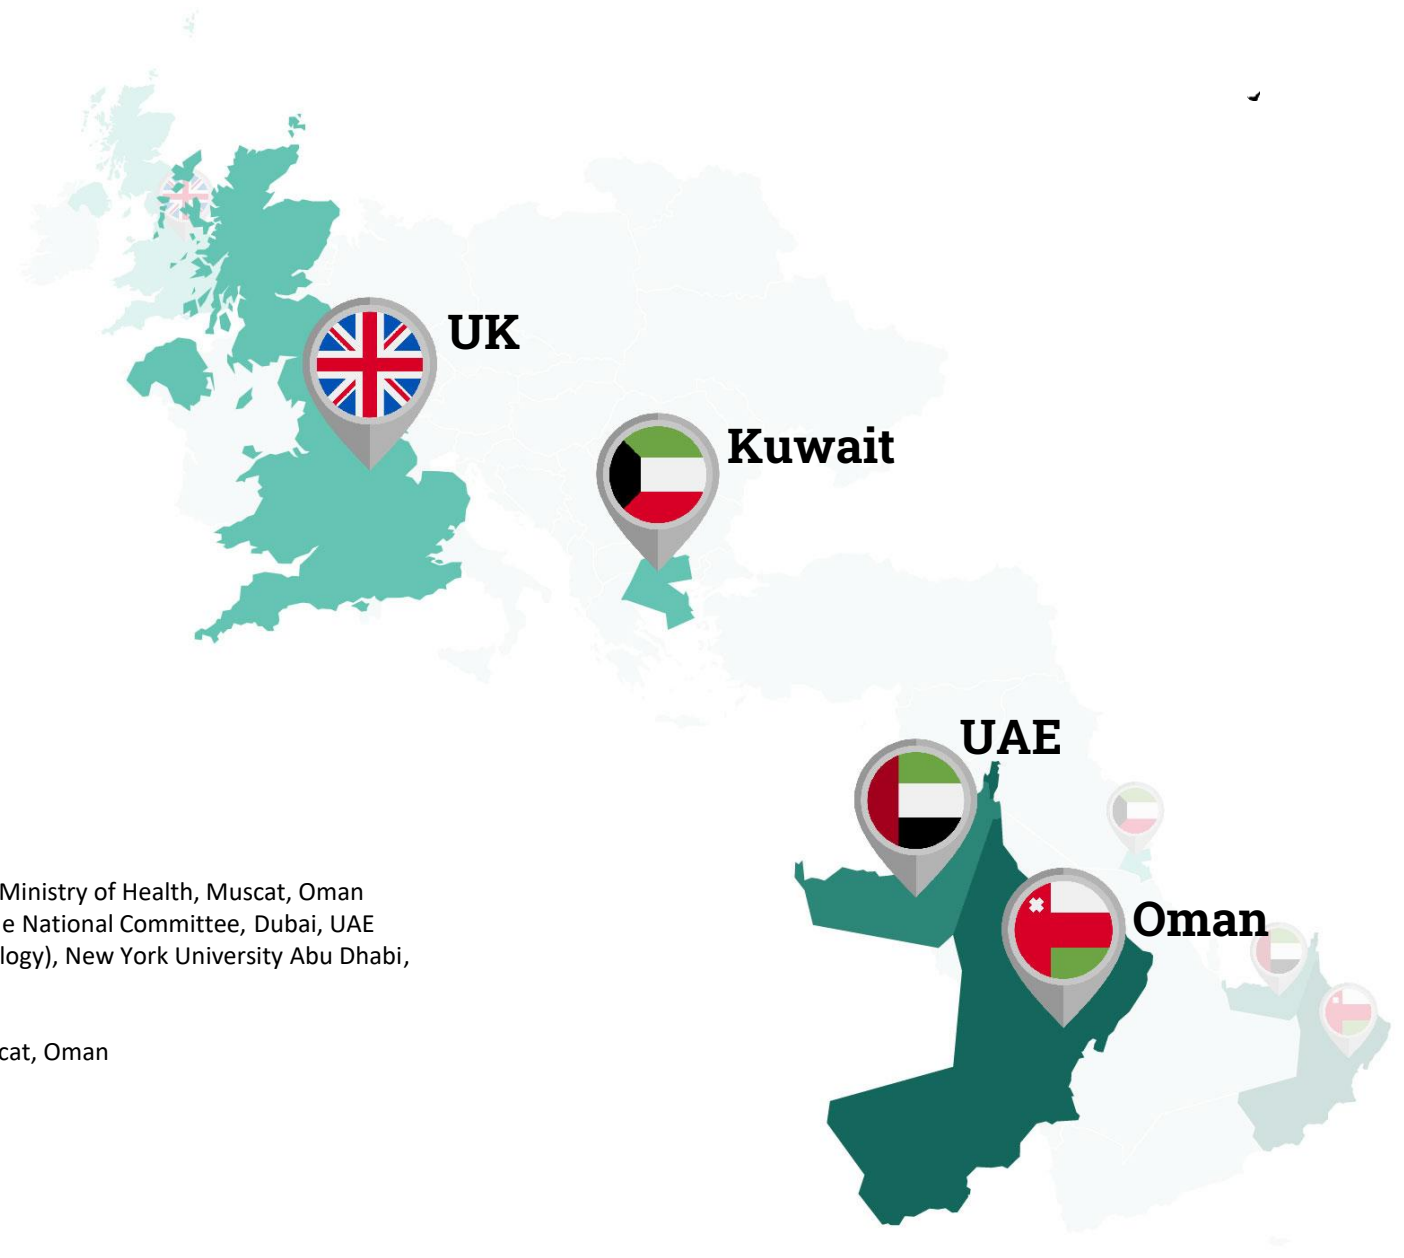 UK
Kuwait
UAE
Oman
Ministry of Health, Muscat, Oman
e National Committee, Dubai, UAE
logy), New York University Abu Dhabi,
cat, Oman